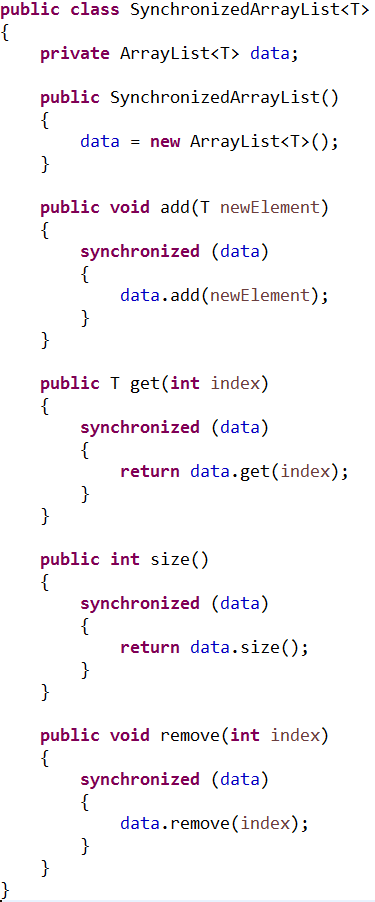 public class SynchronizedArrayList<T>
{
    private ArrayList<T> data;

    public SynchronizedArrayList()
    {
        data = new ArrayList<T>();
    }

    public void add(T newElement)
    {
        synchronized (data)
        {
            data.add(newElement);
        }
    }

    public T get(int index)
    {
        synchronized (data)
        {
            return data.get(index);
        }
    }

    public int size()
    {
        synchronized (data)
        {
            return data.size();
        }
    }

    public void remove(int index)
    {
        synchronized (data)
        {
            data.remove(index);
        }
    }
}